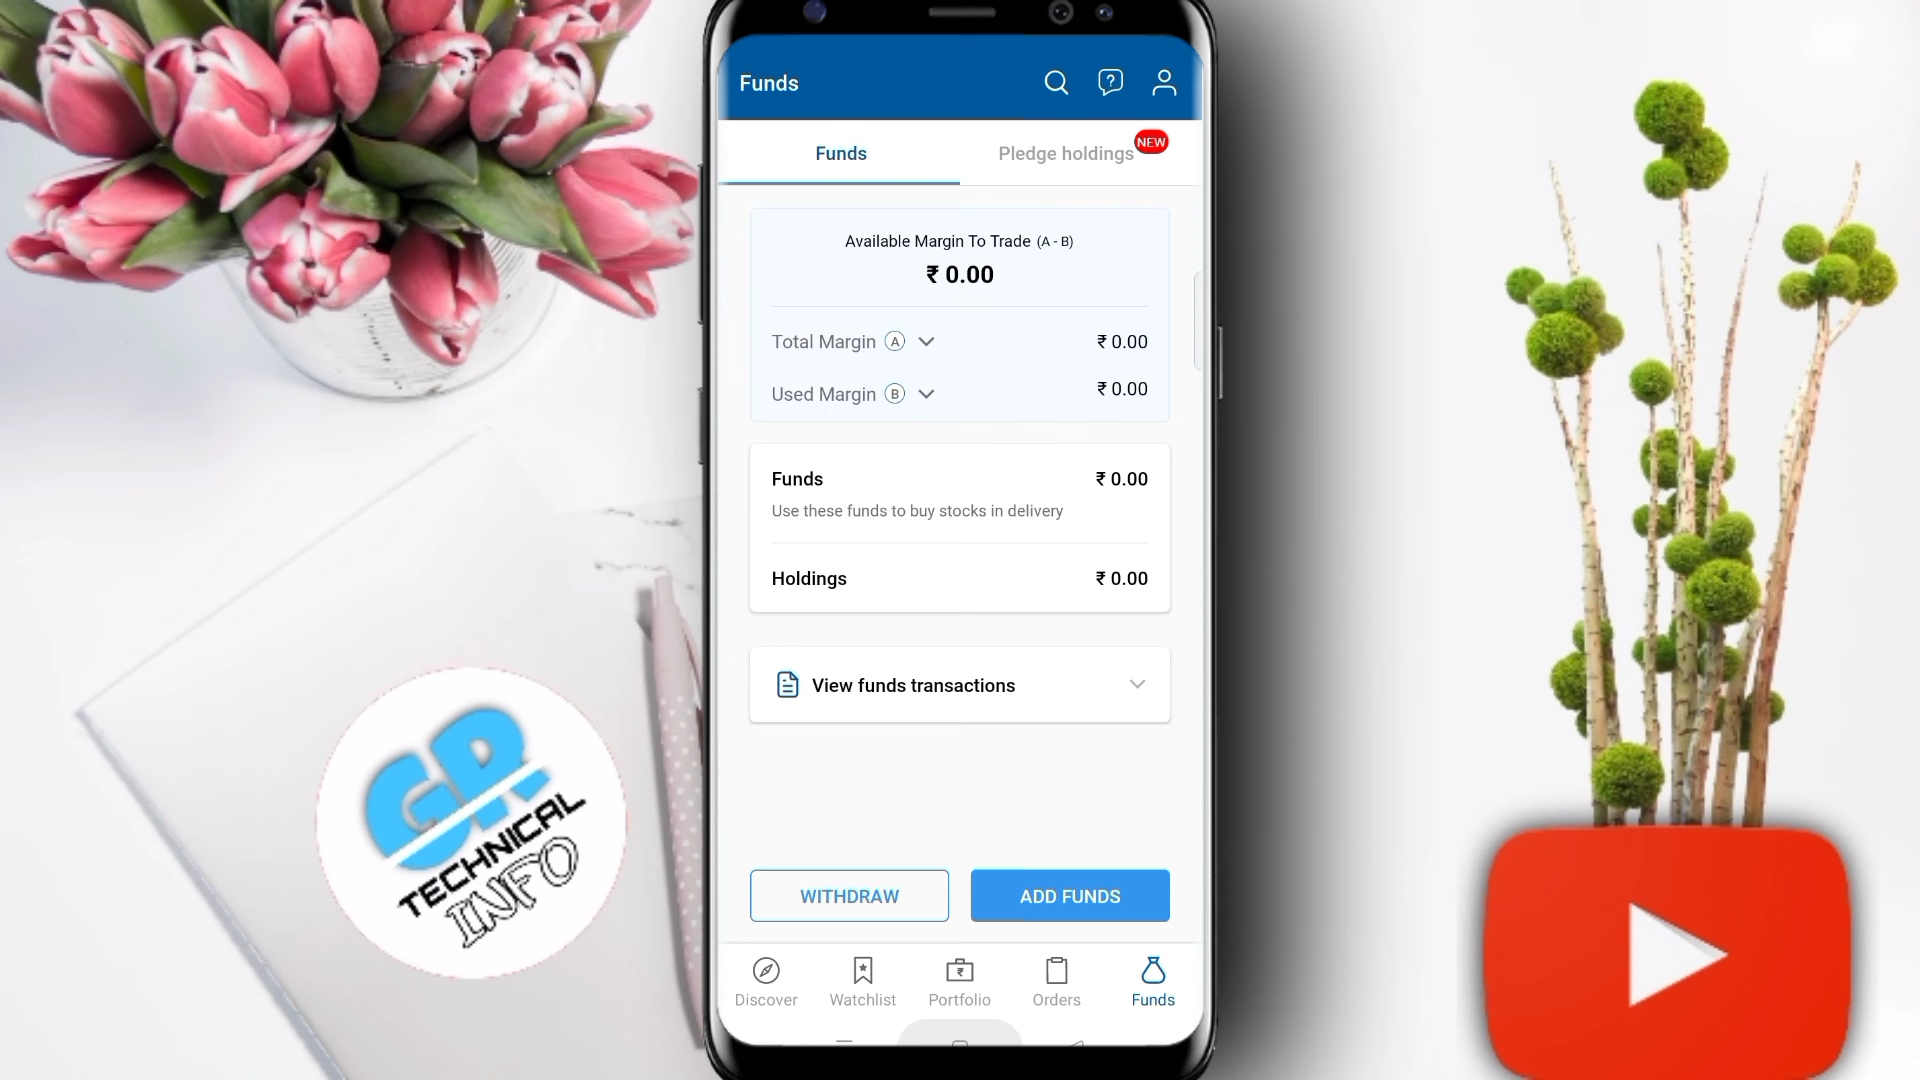 Funds
Funds
Pledge holdings
NEW
Available Margin To Trade (A - B)
₹ 0.00
Total Margin A
₹ 0.00
Used Margin B
₹ 0.00
Funds
₹ 0.00
Use these funds to buy stocks in delivery
Holdings
₹ 0.00
View funds transactions
WITHDRAW
ADD FUNDS
Discover
Watchlist
Portfolio
Orders
Funds
GR
TECHNICAL
INFO